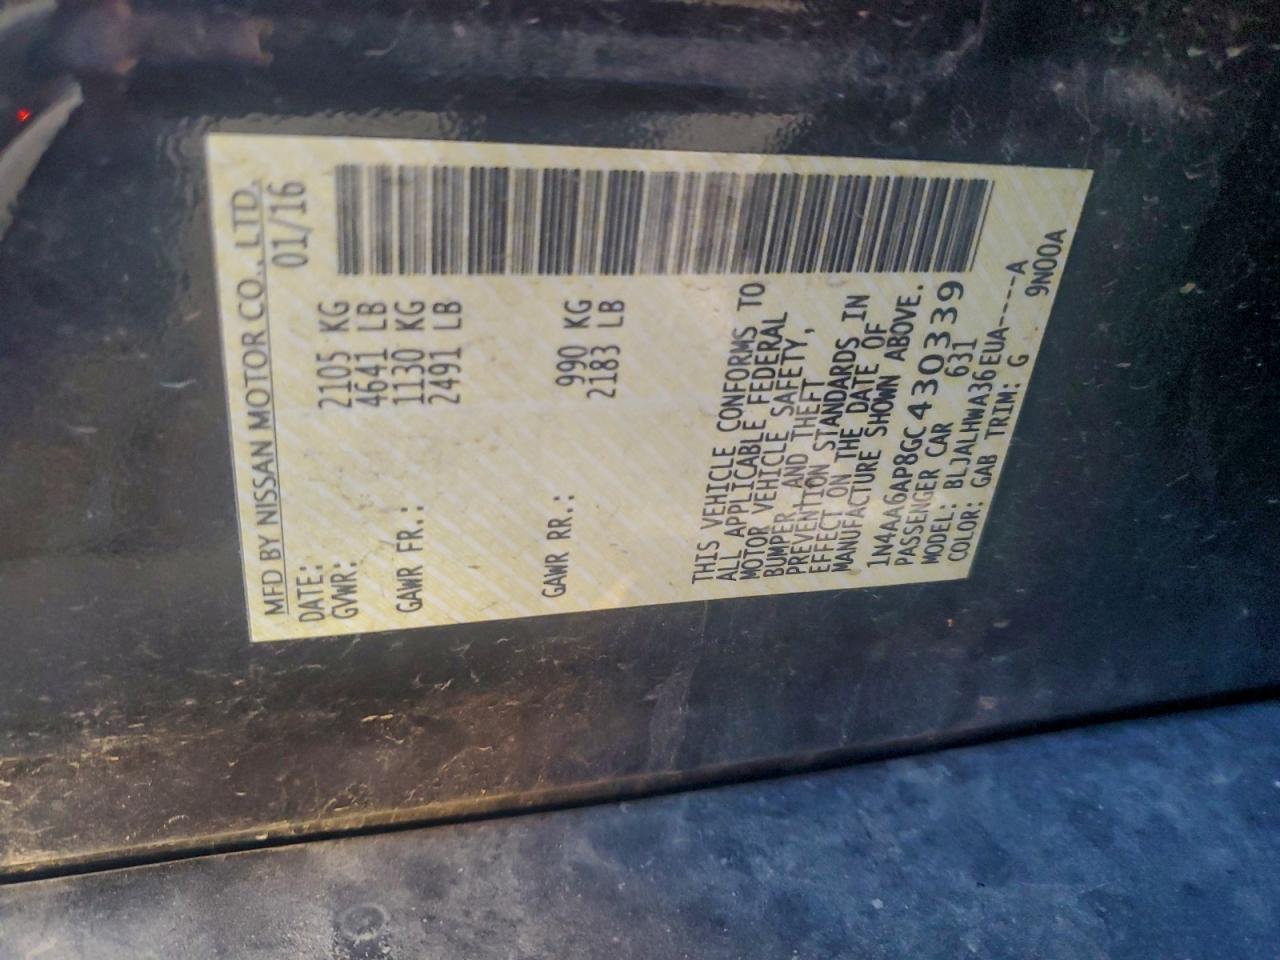 MFD BY NISSAN MOTOR CO., LTD.
DATE: 01/16
GVWR: 2105 KG
4641 LB
GAWR FR.: 1130 KG
2491 LB
GAWR RR.: 990 KG
2183 LB
THIS VEHICLE CONFORMS TO
ALL APPLICABLE FEDERAL
MOTOR VEHICLE SAFETY,
BUMPER, AND THEFT
PREVENTION STANDARDS IN
EFFECT ON THE DATE OF
MANUFACTURE SHOWN ABOVE.
1N4AA6AP8GC430339
PASSENGER CAR 631
MODEL: BLJALHWA36EUA-----A
COLOR: GAB TRIM: G 9N00A